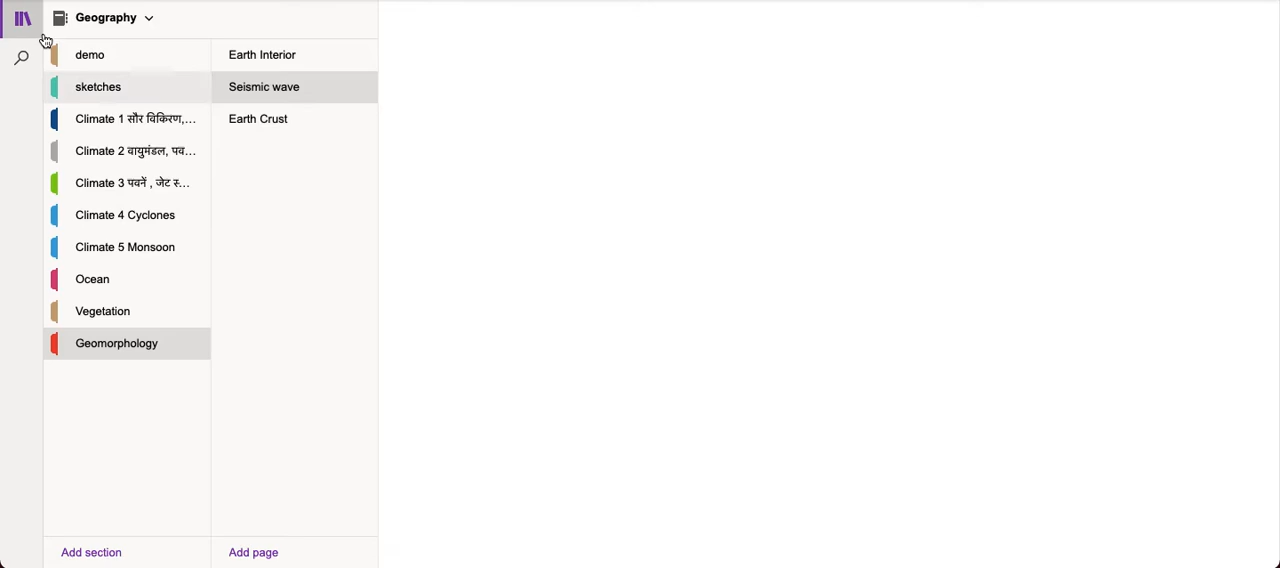 Geography
demo
sketches
Climate 1 सौर विकिरण,...
Climate 2 वायुमंडल, पव...
Climate 3 पवनें , जेट स्...
Climate 4 Cyclones
Climate 5 Monsoon
Ocean
Vegetation
Geomorphology
Add section
Earth Interior
Seismic wave
Earth Crust
Add page